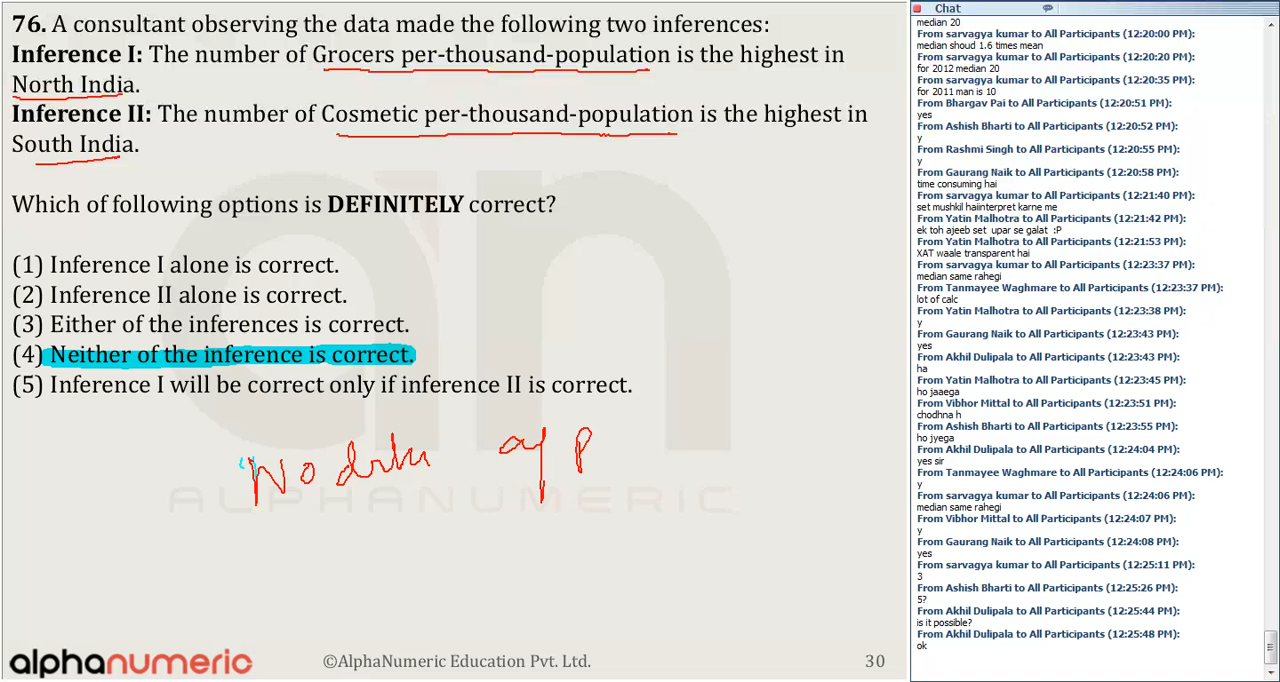 76. A consultant observing the data made the following two inferences:
Inference I: The number of Grocers per-thousand-population is the highest in
North India.
Inference II: The number of Cosmetic per-thousand-population is the highest in
South India.
Which of following options is DEFINITELY correct?
(1) Inference I alone is correct.
(2) Inference II alone is correct.
(3) Either of the inferences is correct.
(4) Neither of the inference is correct.
(5) Inference I will be correct only if inference II is correct.
No
P
ALPHANUMERIC
alphanumeric
©AlphaNumeric Education Pvt. Ltd.
30
Chat
median 20
From sarvagya kumar to All Participants (12:20:00 PM):
median shoud 1.6 times mean
From sarvagya kumar to All Participants (12:20:20 PM):
for 2012 median 20
From sarvagya kumar to All Participants (12:20:35 PM):
for 2011 man is 10
From Bhargav Pai to All Participants (12:20:51 PM):
yes
From Ashish Bharti to All Participants (12:20:52 PM):
y
From Rashmi Singh to All Participants (12:20:55 PM):
y
From Gaurang Naik to All Participants (12:20:58 PM):
time consuming hai
From sarvagya kumar to All Participants (12:21:40 PM):
set mushkil haiinterpret karne me
From Yatin Malhotra to All Participants (12:21:42 PM):
ek toh ajeeb set upar se galat :P
From Yatin Malhotra to All Participants (12:21:53 PM):
XAT waale transparent hai
From sarvagya kumar to All Participants (12:23:37 PM):
median same rahegi
From Tanmayee Waghmare to All Participants (12:23:37 PM):
lot of calc
From Yatin Malhotra to All Participants (12:23:38 PM):
y
From Gaurang Naik to All Participants (12:23:43 PM):
yes
From Akhil Dulipala to All Participants (12:23:43 PM):
ha
From Yatin Malhotra to All Participants (12:23:45 PM):
ho jaaega
From Vibhor Mittal to All Participants (12:23:51 PM):
chodhna h
From Ashish Bharti to All Participants (12:23:55 PM):
ho jyega
From Akhil Dulipala to All Participants (12:24:04 PM):
yes sir
From Tanmayee Waghmare to All Participants (12:24:06 PM):
y
From sarvagya kumar to All Participants (12:24:06 PM):
median same rahegi
From Vibhor Mittal to All Participants (12:24:07 PM):
y
From Gaurang Naik to All Participants (12:24:08 PM):
yes
From sarvagya kumar to All Participants (12:25:11 PM):
3
From Ashish Bharti to All Participants (12:25:26 PM):
5?
From Akhil Dulipala to All Participants (12:25:44 PM):
is it possible?
From Akhil Dulipala to All Participants (12:25:48 PM):
ok